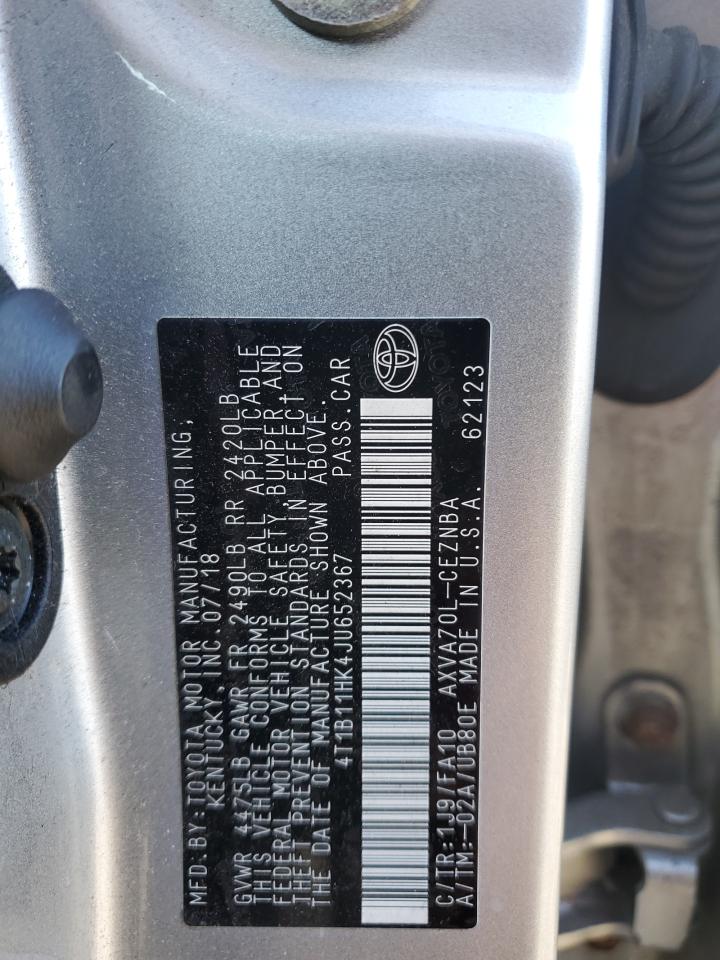 MFD.BY:TOYOTA MOTOR MANUFACTURING,
KENTUCKY, INC.07/18
GVWR 4475LB GAWR FR 2490LB RR 2420LB
THIS VEHICLE CONFORMS TO ALL APPLICABLE
FEDERAL MOTOR VEHICLE SAFETY, BUMPER,AND
THEFT PREVENTION STANDARDS IN EFFECT ON
THE DATE OF MANUFACTURE SHOWN ABOVE.
4T1B11HK4JU652367 PASS.CAR
C/TR:1J9/FA10 AXVA70L-CEZNBA 62123
A/TM:-02A/UB80E MADE IN U.S.A.
TOYOTA